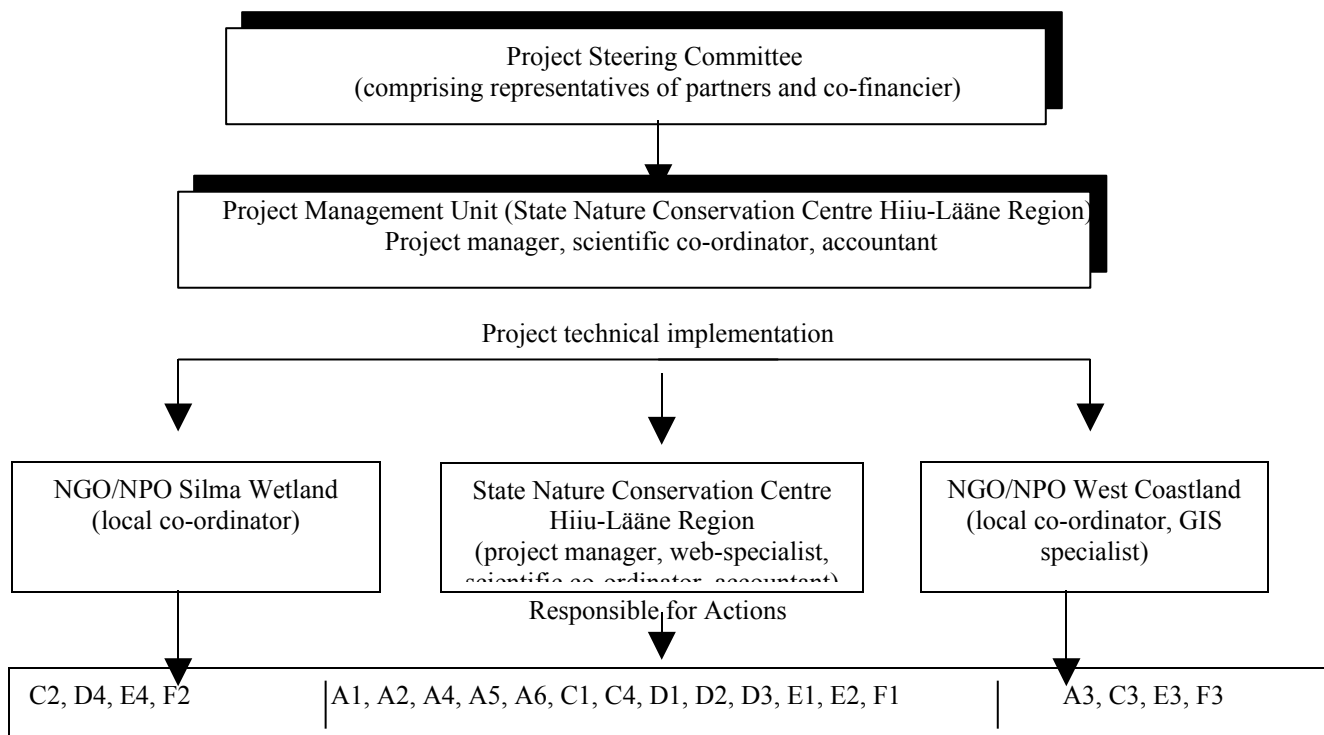 Project Steering Committee
(comprising representatives of partners and co-financier)
Project Management Unit (State Nature Conservation Centre Hiiu-Lääne Region)
Project manager, scientific co-ordinator, accountant
Project technical implementation
NGO/NPO Silma Wetland
(local co-ordinator)
State Nature Conservation Centre
Hiiu-Lääne Region
(project manager, web-specialist,
scientific co-ordinator, accountant)
NGO/NPO West Coastland
(local co-ordinator, GIS
specialist)
Responsible for Actions
C2, D4, E4, F2
A1, A2, A4, A5, A6, C1, C4, D1, D2, D3, E1, E2, F1
A3, C3, E3, F3